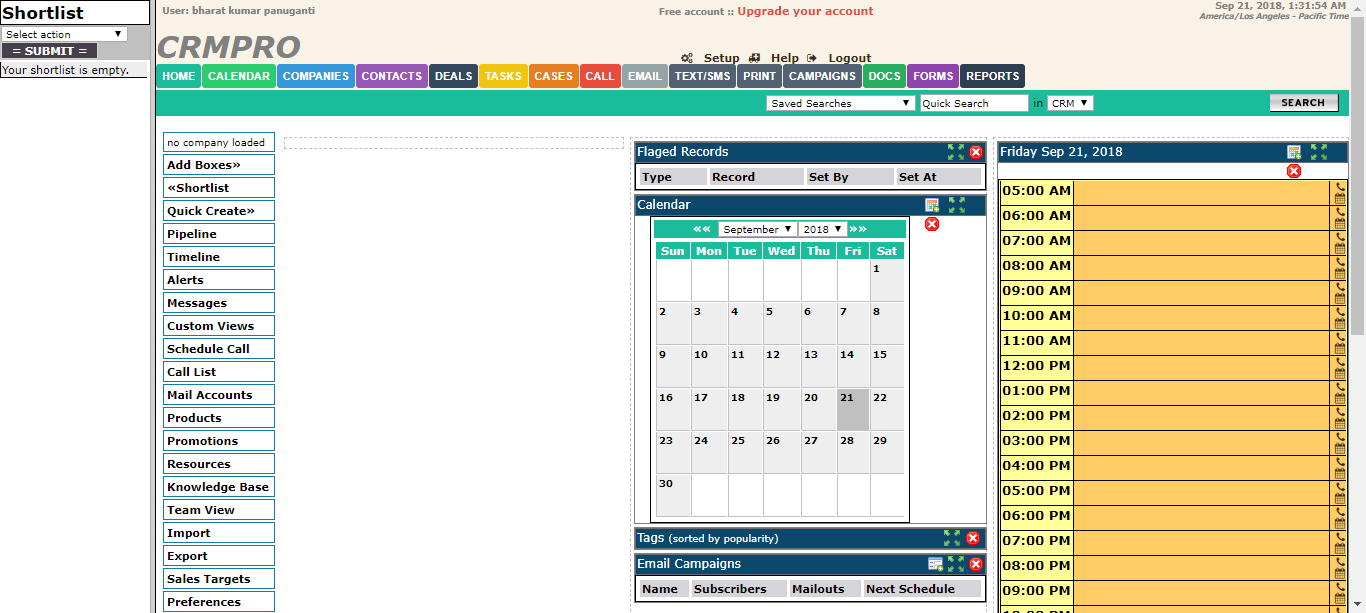 Shortlist
Select action
= SUBMIT =
Your shortlist is empty.
User: bharat kumar panuganti
Free account :: Upgrade your account
Sep 21, 2018, 1:31:54 AM
America/Los Angeles - Pacific Time
CRMPRO
Setup Help Logout
HOME CALENDAR COMPANIES CONTACTS DEALS TASKS CASES CALL EMAIL TEXT/SMS PRINT CAMPAIGNS DOCS FORMS REPORTS
Saved Searches Quick Search in CRM SEARCH
no company loaded
Add Boxes»
«Shortlist
Quick Create»
Pipeline
Timeline
Alerts
Messages
Custom Views
Schedule Call
Call List
Mail Accounts
Products
Promotions
Resources
Knowledge Base
Team View
Import
Export
Sales Targets
Preferences
Flaged Records
Type Record Set By Set At
Calendar
«« September 2018 »»
Sun Mon Tue Wed Thu Fri Sat
1
2 3 4 5 6 7 8
9 10 11 12 13 14 15
16 17 18 19 20 21 22
23 24 25 26 27 28 29
30
Tags (sorted by popularity)
Email Campaigns
Name Subscribers Mailouts Next Schedule
Friday Sep 21, 2018
05:00 AM
06:00 AM
07:00 AM
08:00 AM
09:00 AM
10:00 AM
11:00 AM
12:00 PM
01:00 PM
02:00 PM
03:00 PM
04:00 PM
05:00 PM
06:00 PM
07:00 PM
08:00 PM
09:00 PM